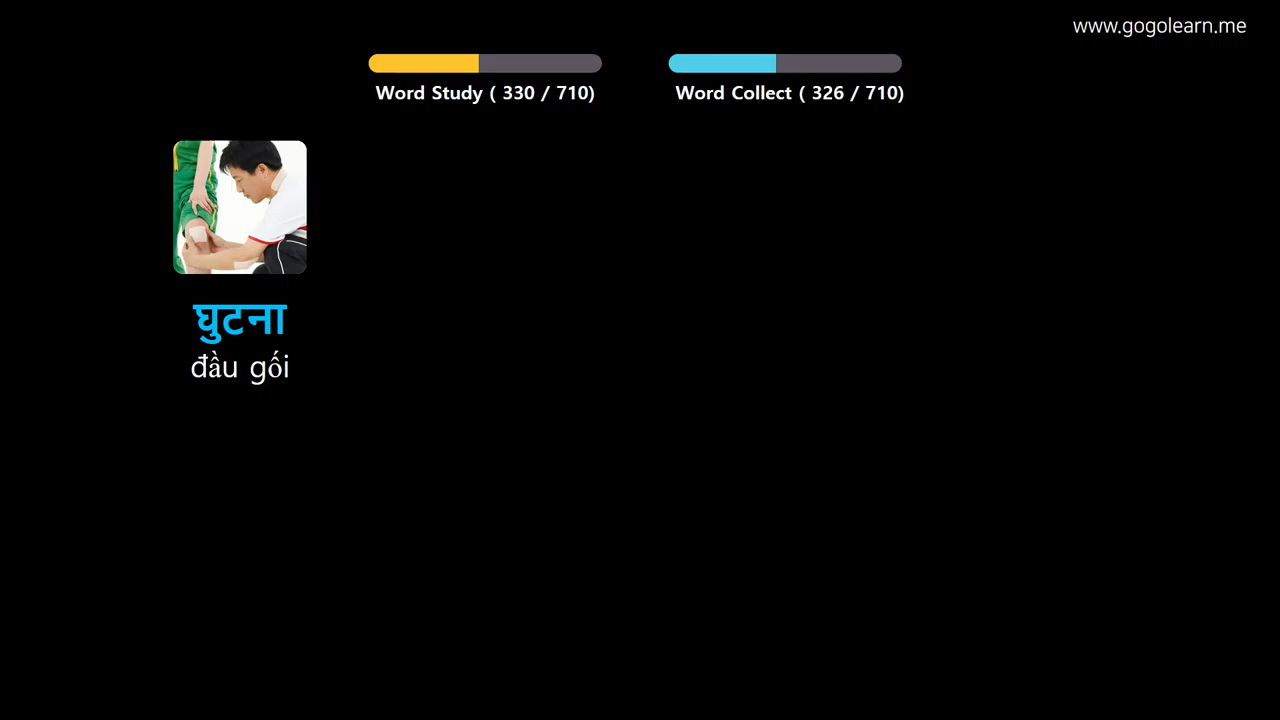 www.gogolearn.me
Word Study ( 330 / 710)
Word Collect ( 326 / 710)
घुटना
đầu gối